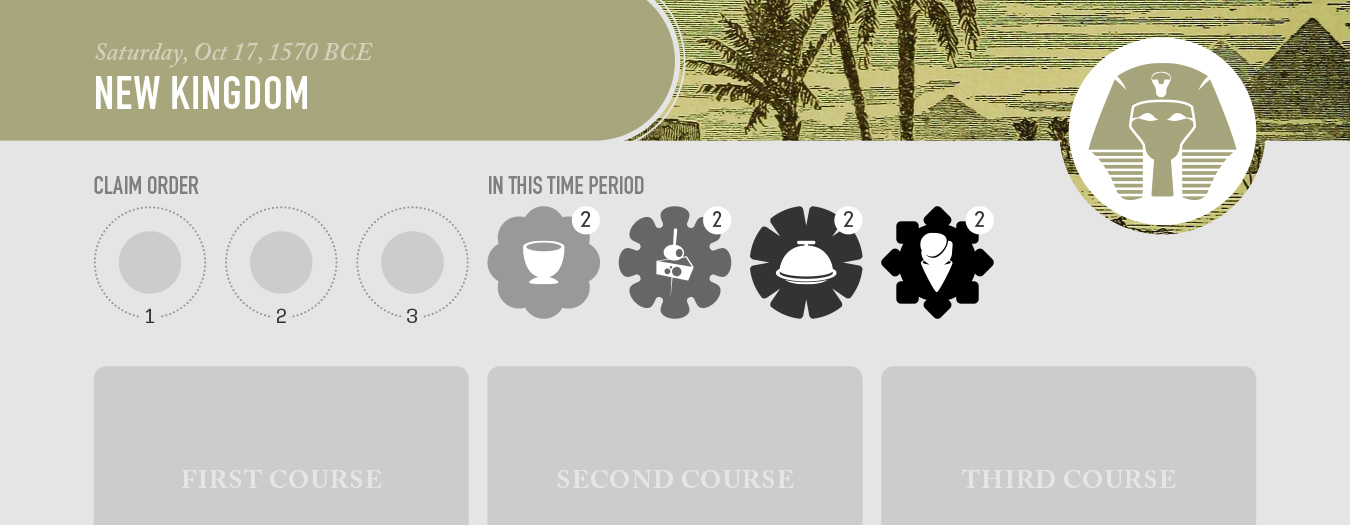 Saturday, Oct 17, 1570 BCE
NEW KINGDOM
CLAIM ORDER
IN THIS TIME PERIOD
2 2 2 2
1 2 3
FIRST COURSE SECOND COURSE THIRD COURSE